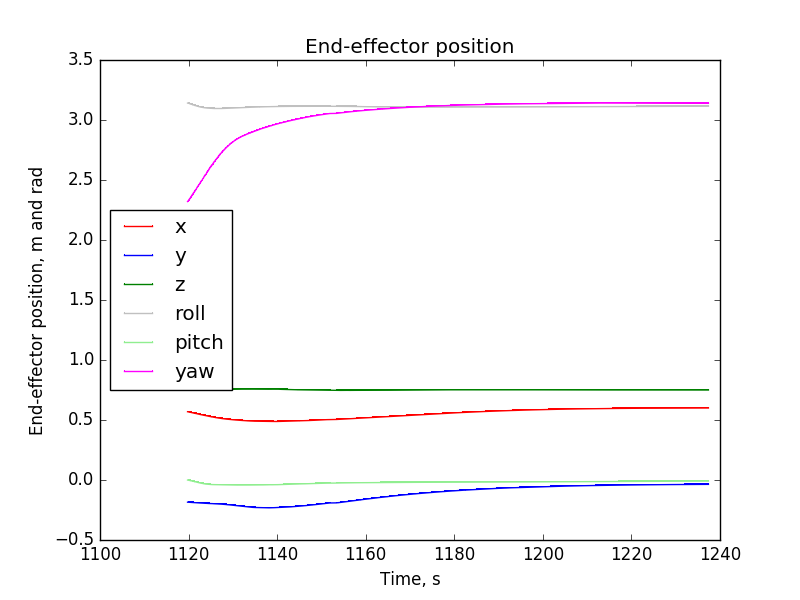 End-effector position
3.5
3.0
2.5
2.0
1.5
1.0
0.5
0.0
−0.5
End-effector position, m and rad
x
y
z
roll
pitch
yaw
1100 1120 1140 1160 1180 1200 1220 1240
Time, s